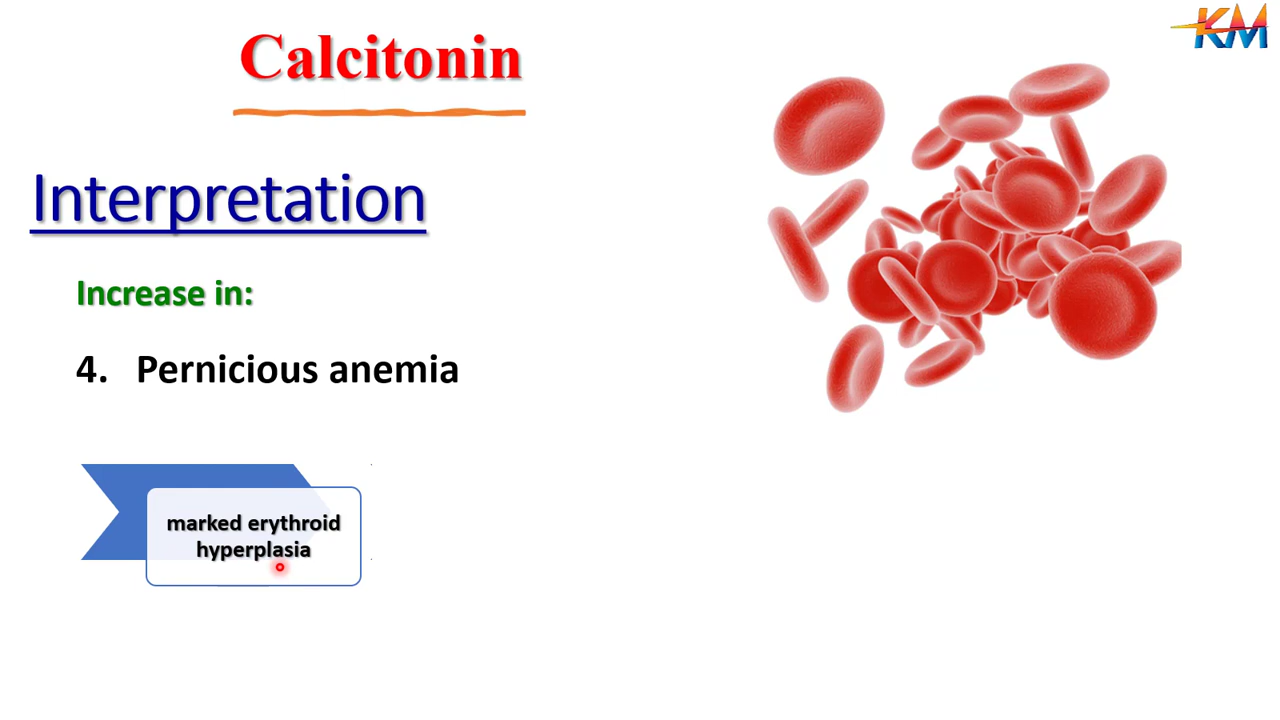 Calcitonin
KM
Interpretation
Increase in:
4. Pernicious anemia
marked erythroid
hyperplasia